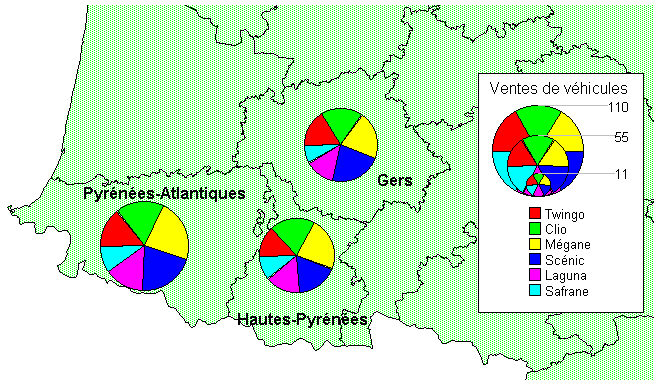 Ventes de véhicules
110
55
11
Twingo
Clio
Mégane
Scénic
Laguna
Safrane
Gers
Pyrénées-Atlantiques
Hautes-Pyrénées